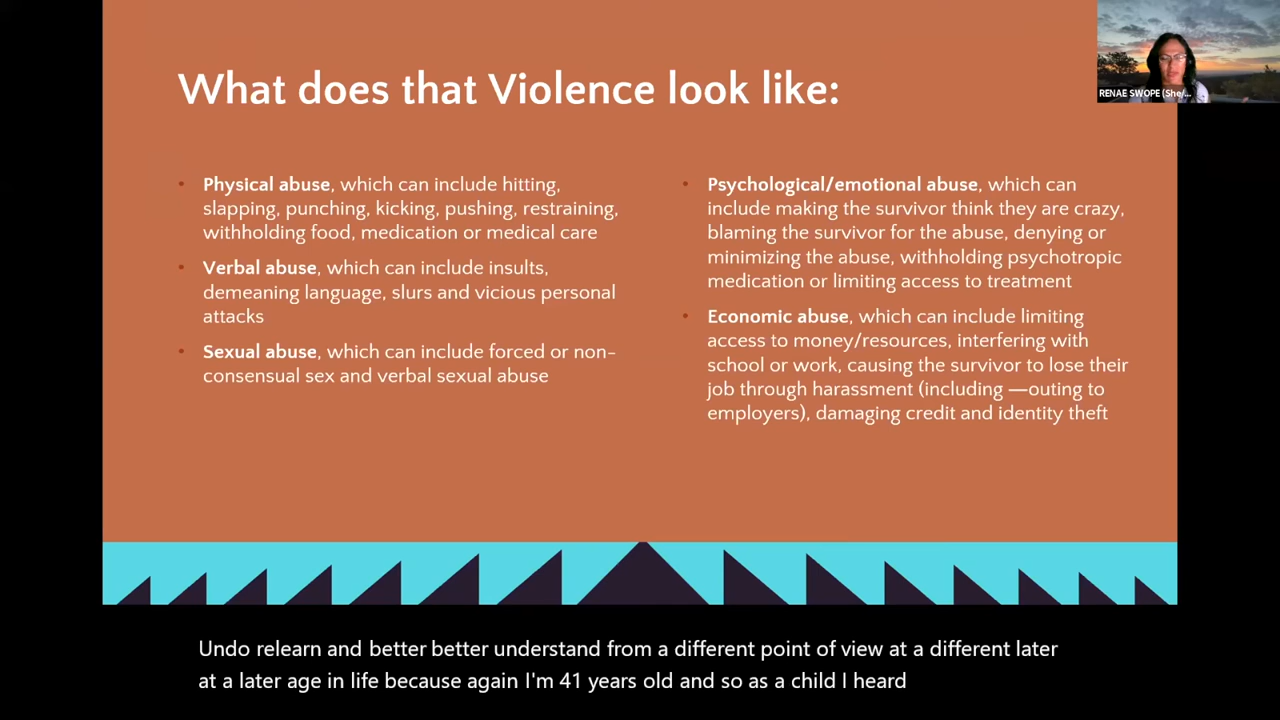 What does that Violence look like:
RENAE SWOPE (She/...
• Physical abuse, which can include hitting,
slapping, punching, kicking, pushing, restraining,
withholding food, medication or medical care
• Verbal abuse, which can include insults,
demeaning language, slurs and vicious personal
attacks
• Sexual abuse, which can include forced or non-
consensual sex and verbal sexual abuse
• Psychological/emotional abuse, which can
include making the survivor think they are crazy,
blaming the survivor for the abuse, denying or
minimizing the abuse, withholding psychotropic
medication or limiting access to treatment
• Economic abuse, which can include limiting
access to money/resources, interfering with
school or work, causing the survivor to lose their
job through harassment (including —outing to
employers), damaging credit and identity theft
Undo relearn and better better understand from a different point of view at a different later
at a later age in life because again I'm 41 years old and so as a child I heard